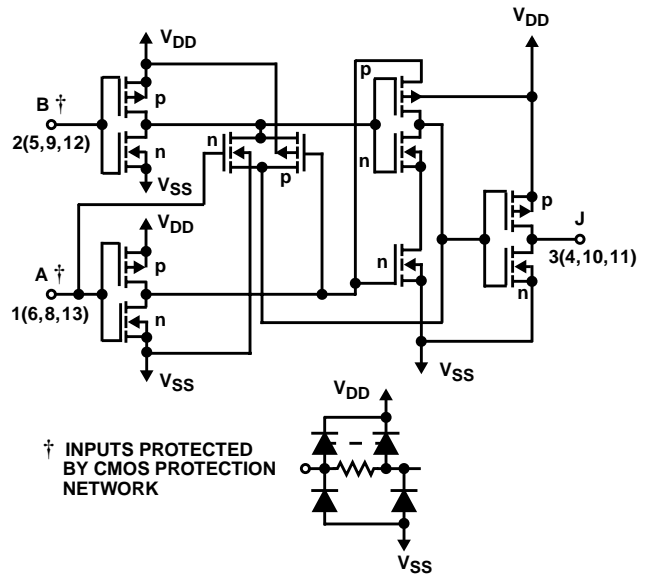 VDD
VDD
B †
p
p
2(5,9,12)
n
n
n
p
VSS
VDD
p
J
A †
p
n
3(4,10,11)
1(6,8,13)
n
n
VSS
VSS
VDD
† INPUTS PROTECTED
BY CMOS PROTECTION
NETWORK
VSS